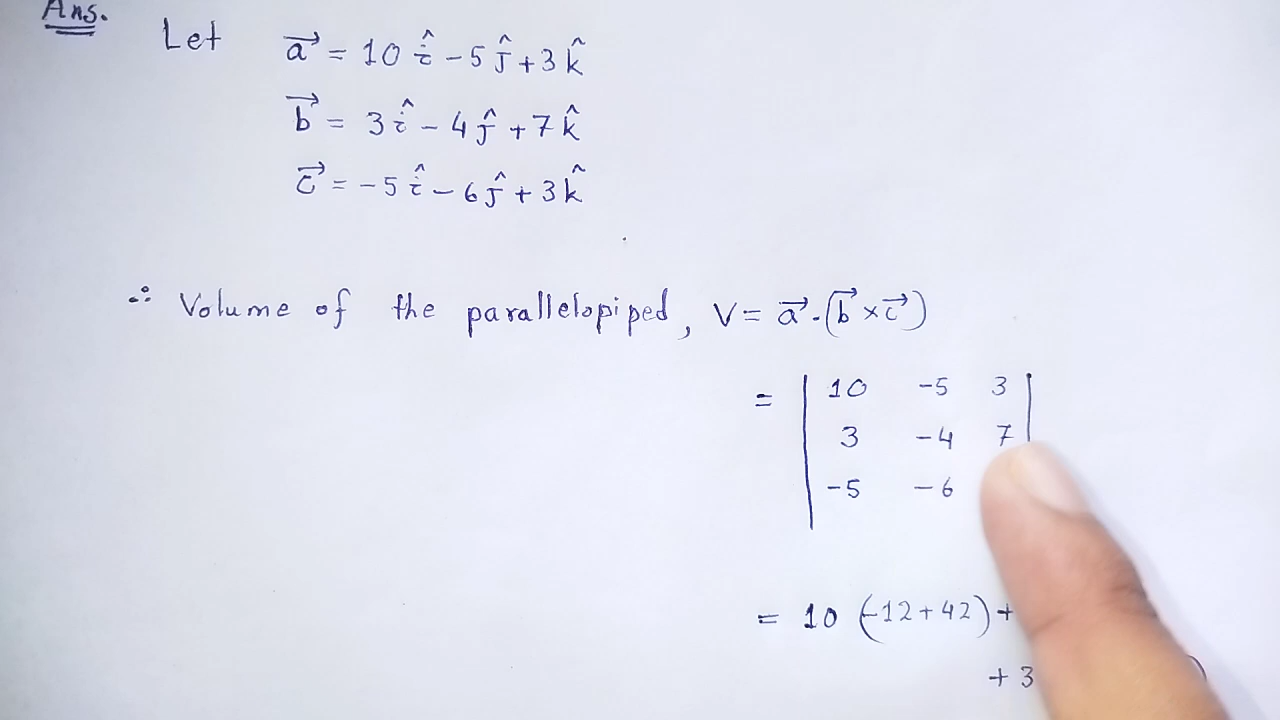 Ans.
Let a⃗ = 10 î - 5 ĵ + 3 k̂
b⃗ = 3 î - 4 ĵ + 7 k̂
c⃗ = -5 î - 6 ĵ + 3 k̂
∴ Volume of the parallelopiped, V = a⃗ . (b⃗ × c⃗)
= | 10 -5 3 |
3 -4 7
-5 -6
= 10 (-12 + 42) +
+ 3 )